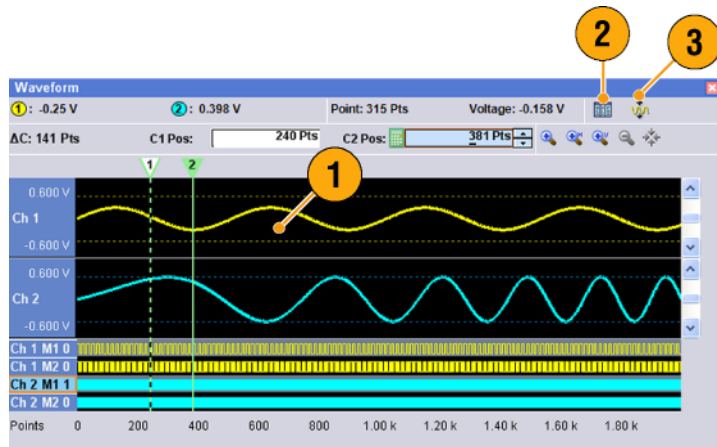 2
3
Waveform
1: -0.25 V 2: 0.398 V Point: 315 Pts Voltage: -0.158 V
ΔC: 141 Pts C1 Pos: 240 Pts C2 Pos: 381 Pts
1 2
1
0.600 V
Ch 1
-0.600 V
0.600 V
Ch 2
-0.600 V
Ch 1 M1 0
Ch 1 M2 0
Ch 2 M1 1
Ch 2 M2 0
Points 0 200 400 600 800 1.00 k 1.20 k 1.40 k 1.60 k 1.80 k